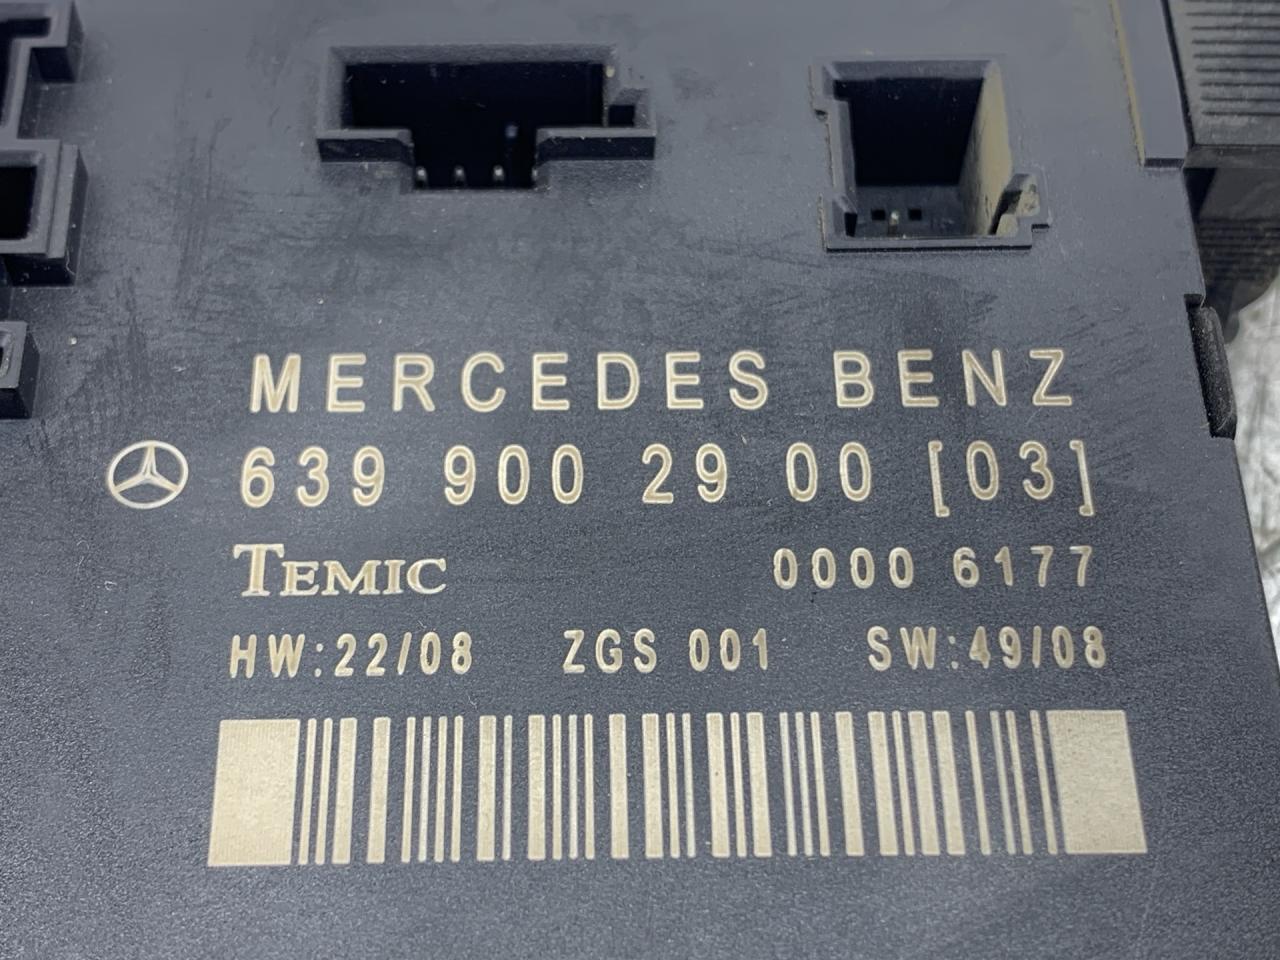 MERCEDES BENZ
639 900 29 00 [03]
TEMIC 0000 6177
HW:22/08 ZGS 001 SW:49/08